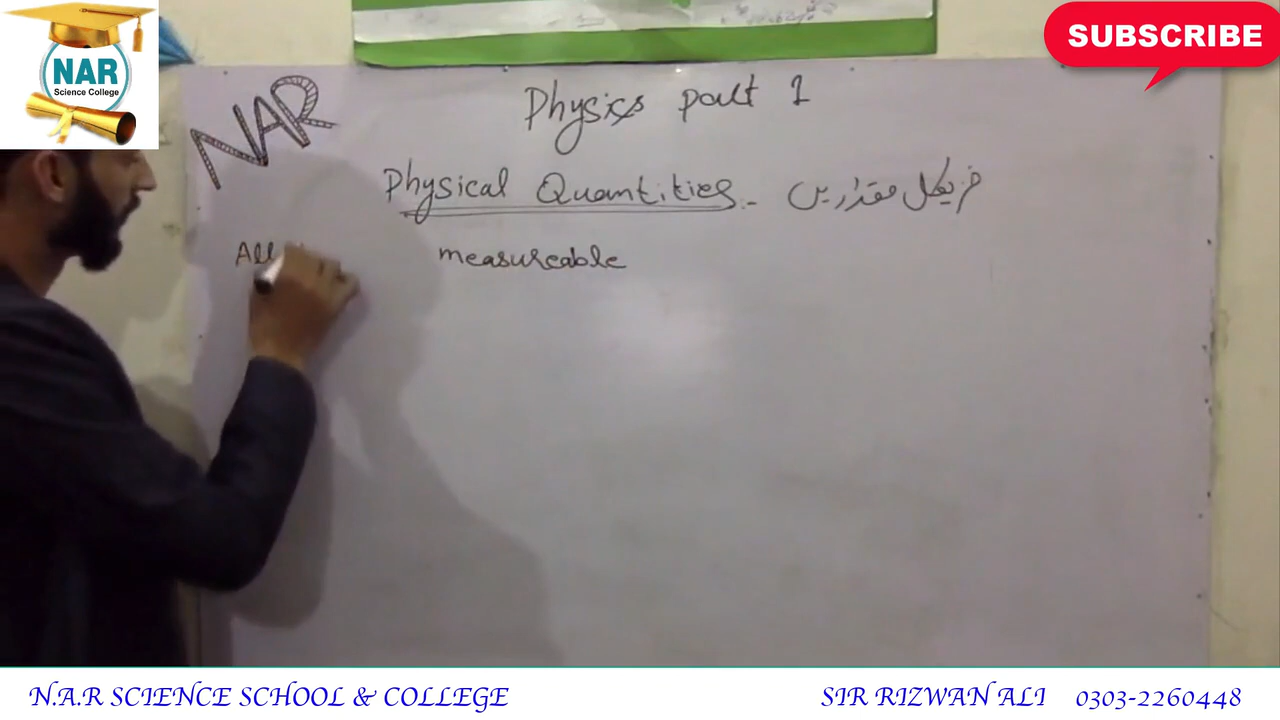 NAR
Science College
SUBSCRIBE
NAR
Physics part 1
Physical Quantities :- فزیکل مقداریں
All measureable
N.A.R SCIENCE SCHOOL & COLLEGE
SIR RIZWAN ALI 0303-2260448